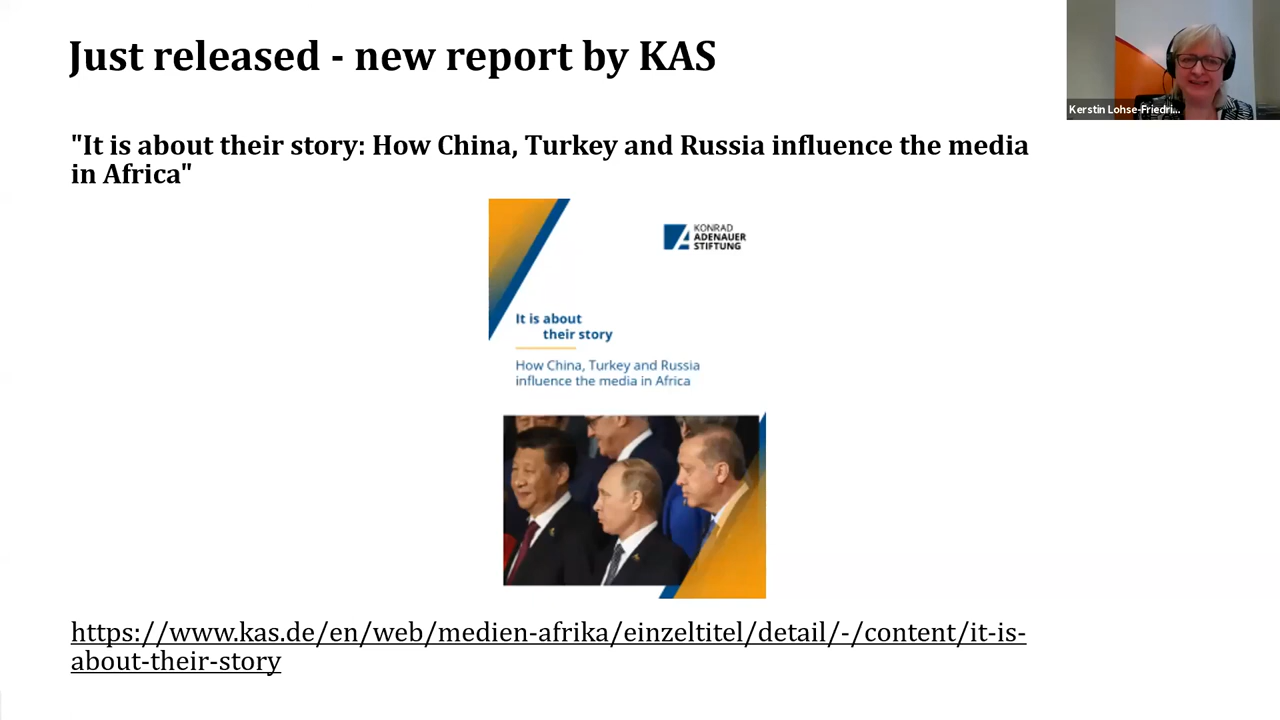 Just released - new report by KAS
Kerstin Lohse-Friedri...
"It is about their story: How China, Turkey and Russia influence the media
in Africa"
KONRAD
ADENAUER
STIFTUNG
It is about
their story
How China, Turkey and Russia
influence the media in Africa
https://www.kas.de/en/web/medien-afrika/einzeltitel/detail/-/content/it-is-
about-their-story